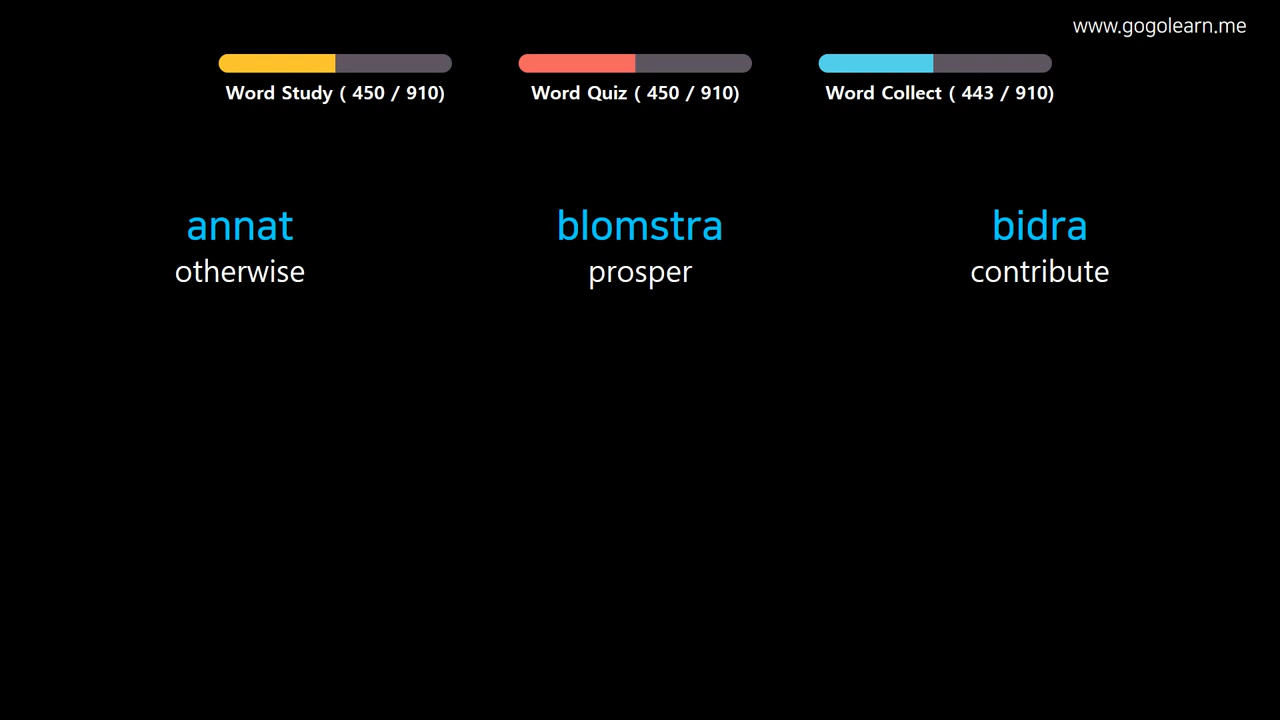 www.gogolearn.me
Word Study ( 450 / 910)
Word Quiz ( 450 / 910)
Word Collect ( 443 / 910)
annat
otherwise
blomstra
prosper
bidra
contribute